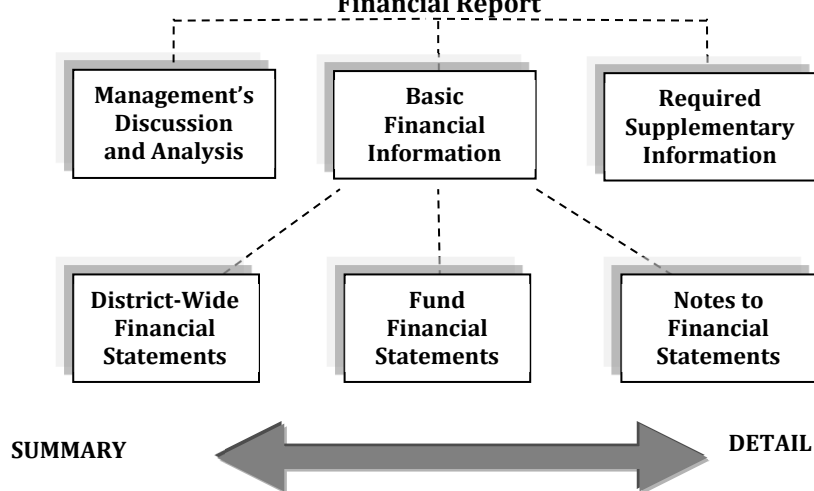 Financial Report
Management’s
Discussion
and Analysis
Basic
Financial
Information
Required
Supplementary
Information
District-Wide
Financial
Statements
Fund
Financial
Statements
Notes to
Financial
Statements
SUMMARY
DETAIL